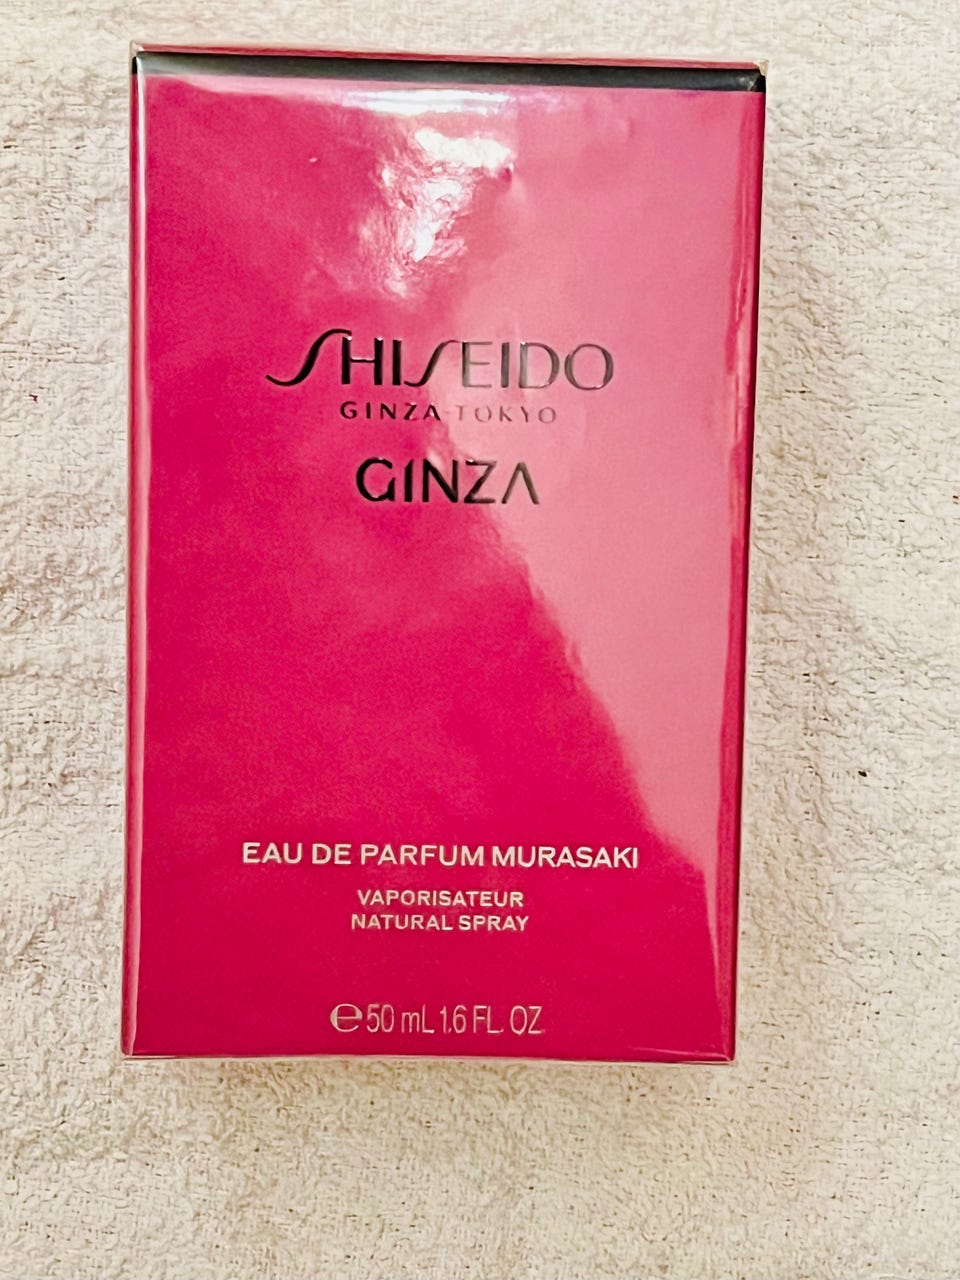 SHISEIDO
GINZA TOKYO
GINZA
EAU DE PARFUM MURASAKI
VAPORISATEUR
NATURAL SPRAY
℮ 50 mL 1.6 FL. OZ.